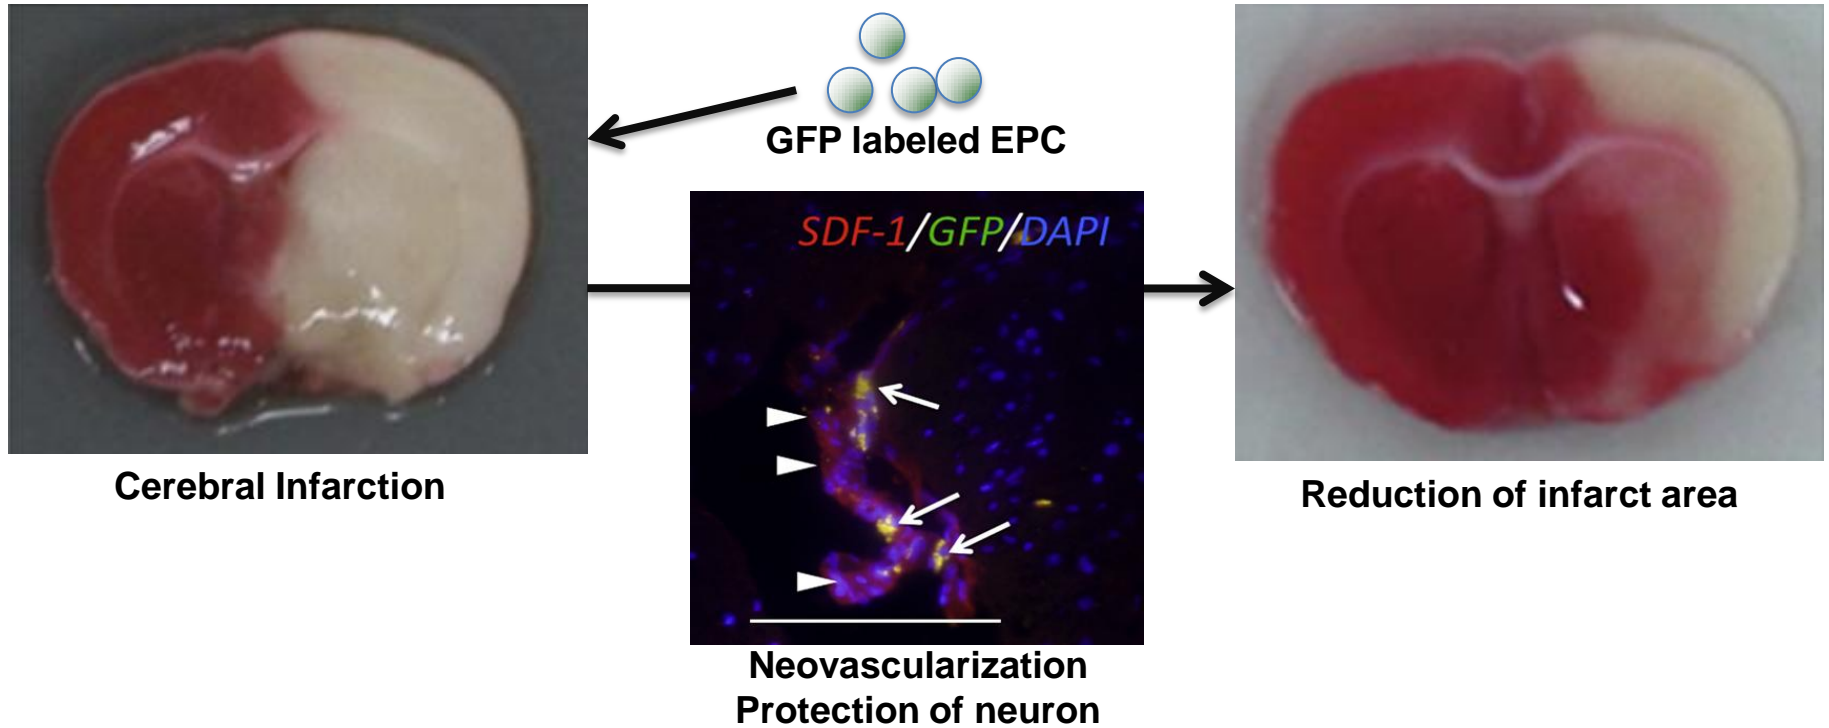 GFP labeled EPC
SDF-1/GFP/DAPI
Cerebral Infarction
Reduction of infarct area
Neovascularization
Protection of neuron